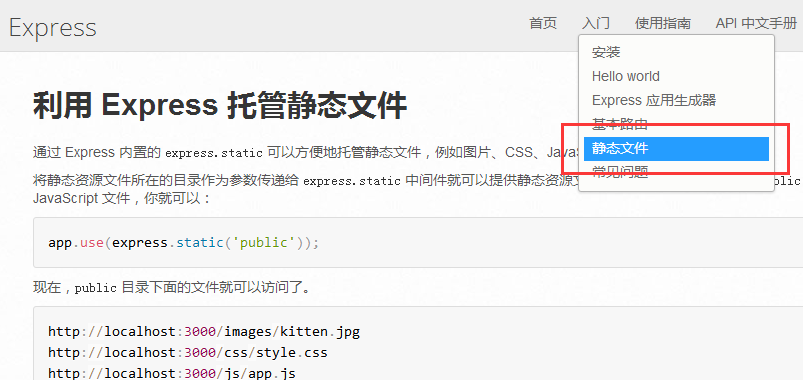 Express
首页 入门 使用指南 API 中文手册
安装
Hello world
Express 应用生成器
基本路由
静态文件
常见问题
利用 Express 托管静态文件
通过 Express 内置的 express.static 可以方便地托管静态文件，例如图片、CSS、
将静态资源文件所在的目录作为参数传递给 express.static 中间件就可以提供静态资源
JavaScript 文件，你就可以：
app.use(express.static('public'));
现在，public 目录下面的文件就可以访问了。
http://localhost:3000/images/kitten.jpg
http://localhost:3000/css/style.css
http://localhost:3000/js/app.js